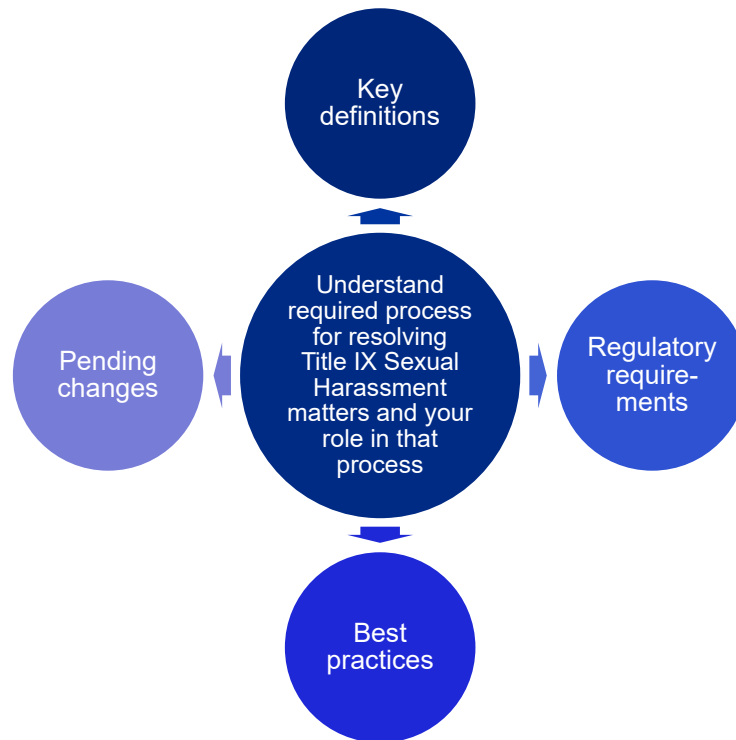 Key
definitions
Understand
required process
for resolving
Title IX Sexual
Harassment
matters and your
role in that
process
Pending
changes
Regulatory
require-
ments
Best
practices